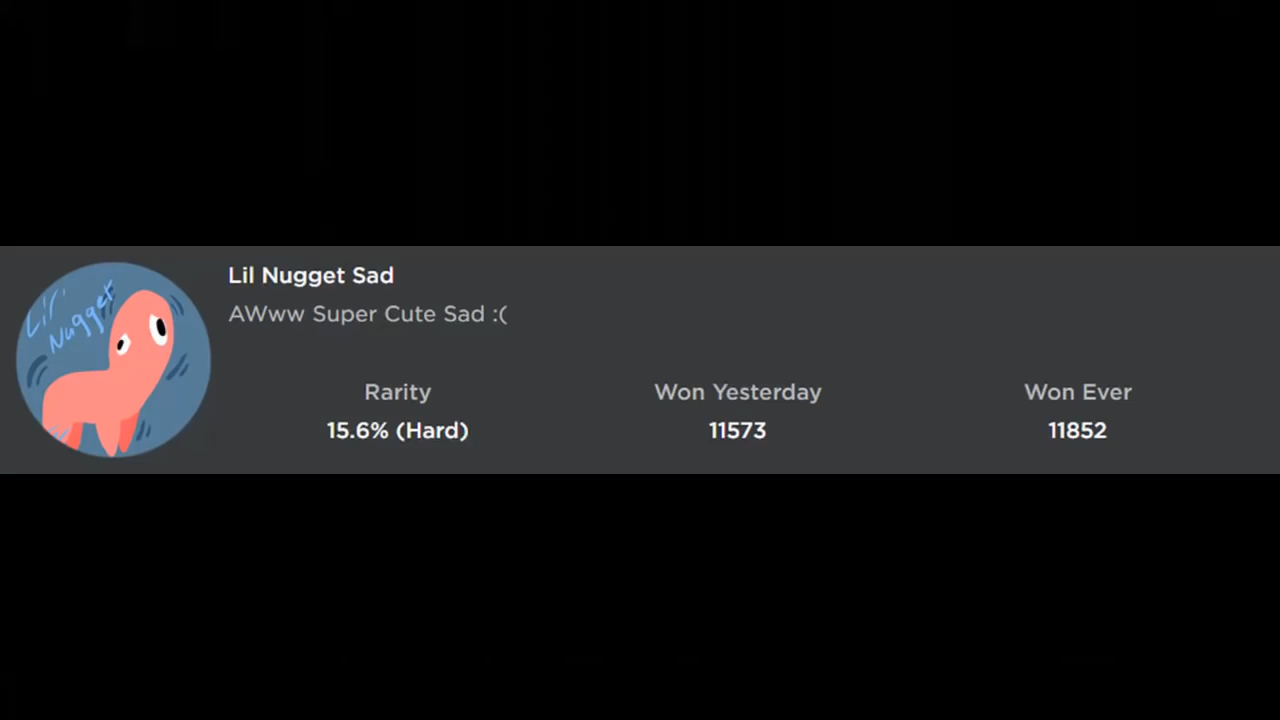 Lil'
Nugget
Lil Nugget Sad
AWww Super Cute Sad :(
Rarity Won Yesterday Won Ever
15.6% (Hard) 11573 11852